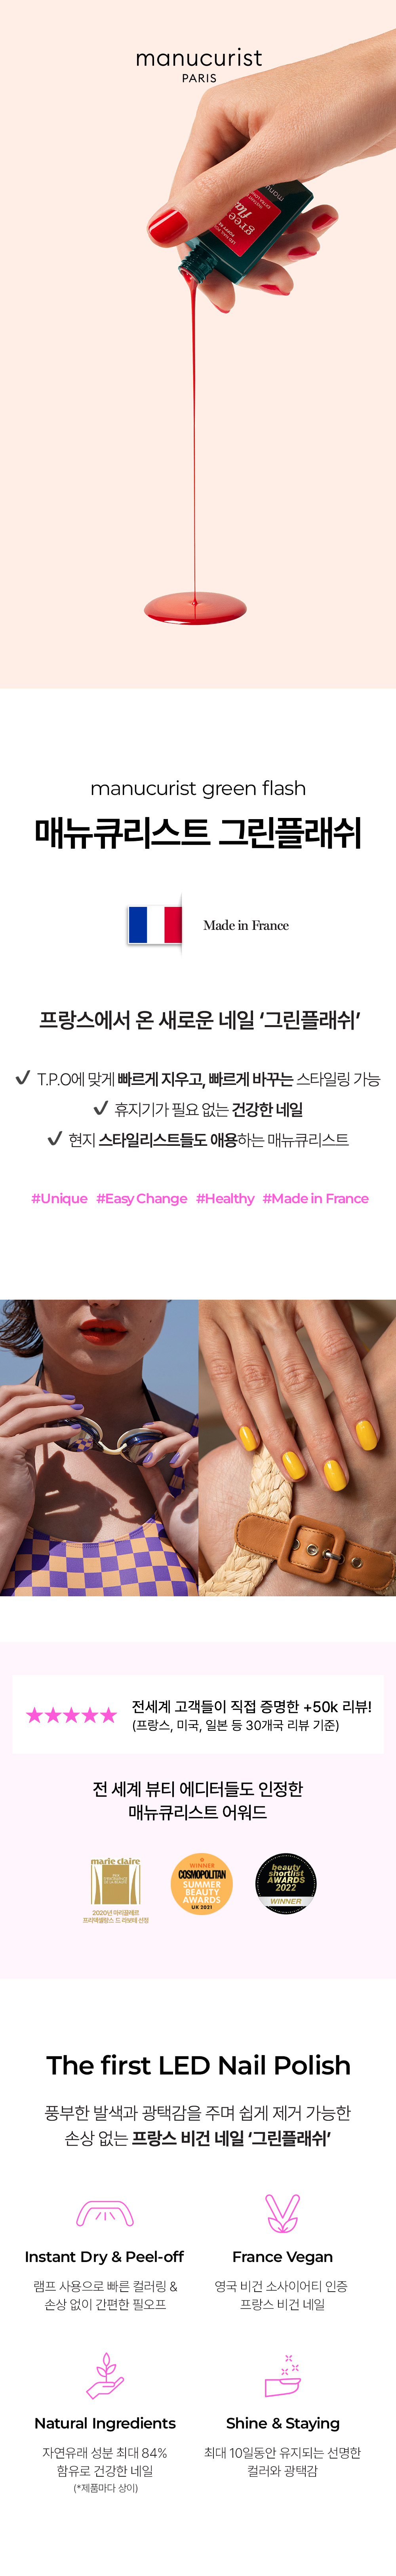 manucurist
PARIS
manu
green
flash
manucurist green flash
매뉴큐리스트 그린플래쉬
Made in France
프랑스에서 온 새로운 네일 ‘그린플래쉬’
T.P.O에 맞게 빠르게 지우고, 빠르게 바꾸는 스타일링 가능
휴지기가 필요 없는 건강한 네일
현지 스타일리스트들도 애용하는 매뉴큐리스트
#Unique #Easy Change #Healthy #Made in France
전세계 고객들이 직접 증명한 +50k 리뷰!
(프랑스, 미국, 일본 등 30개국 리뷰 기준)
전 세계 뷰티 에디터들도 인정한
매뉴큐리스트 어워드
marie claire
2020년 마리끌레르
프리덱셀랑스 드 라보떼 선정
WINNER
COSMOPOLITAN
SUMMER
BEAUTY
AWARDS
UK 2021
beauty
shortlist
AWARDS
2022
WINNER
The first LED Nail Polish
풍부한 발색과 광택감을 주며 쉽게 제거 가능한
손상 없는 프랑스 비건 네일 ‘그린플래쉬’
Instant Dry & Peel-off
램프 사용으로 빠른 컬러링 &
손상 없이 간편한 필오프
France Vegan
영국 비건 소사이어티 인증
프랑스 비건 네일
Natural Ingredients
자연유래 성분 최대 84%
함유로 건강한 네일
(*제품마다 상이)
Shine & Staying
최대 10일동안 유지되는 선명한
컬러와 광택감